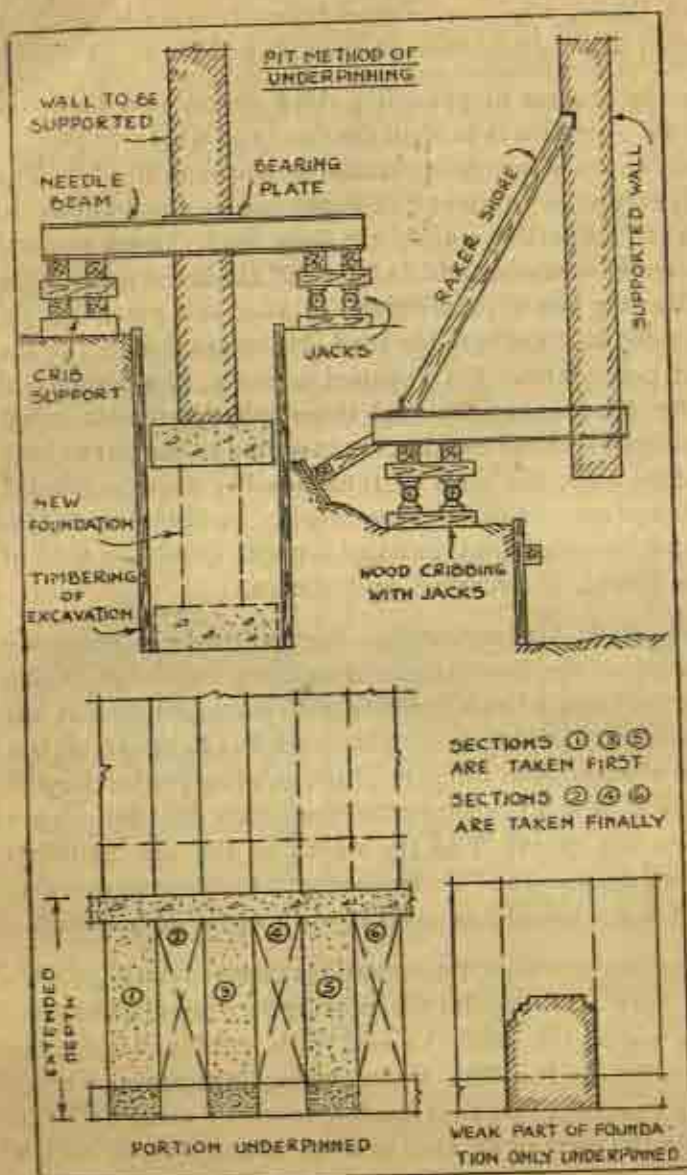 PIT METHOD OF
UNDERPINNING
WALL TO BE
SUPPORTED
NEEDLE
BEAM
BEARING
PLATE
RAKER SHORE
SUPPORTED WALL
JACKS
CRIB
SUPPORT
NEW
FOUNDATION
TIMBERING
OF
EXCAVATION
WOOD CRIBBING
WITH JACKS
SECTIONS ① ③ ⑤
ARE TAKEN FIRST
SECTIONS ② ④ ⑥
ARE TAKEN FINALLY
EXTENDED
DEPTH
①
②
③
④
⑤
⑥
PORTION UNDERPINNED
WEAK PART OF FOUNDA-
TION ONLY UNDERPINNED